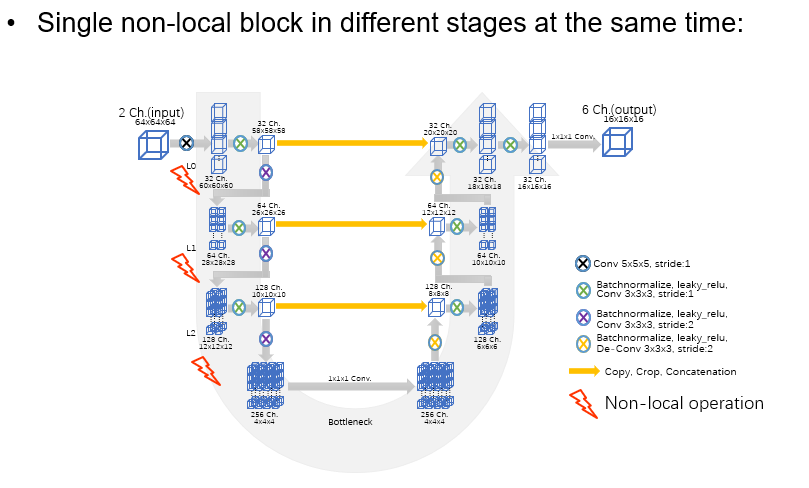 • Single non-local block in different stages at the same time:
2 Ch.(input)
64x64x64
32 Ch.
58x58x58
32 Ch.
20x20x20
6 Ch.(output)
16x16x16
1x1x1 Conv.
L0
32 Ch.
60x60x60
32 Ch.
18x18x18
32 Ch.
16x16x16
64 Ch.
26x26x26
64 Ch.
12x12x12
L1
64 Ch.
28x28x28
64 Ch.
10x10x10
128 Ch.
10x10x10
128 Ch.
8x8x8
L2
128 Ch.
12x12x12
128 Ch.
6x6x6
1x1x1 Conv.
256 Ch.
4x4x4
Bottleneck
256 Ch.
4x4x4
Conv 5x5x5, stride:1
Batchnormalize, leaky_relu,
Conv 3x3x3, stride:1
Batchnormalize, leaky_relu,
Conv 3x3x3, stride:2
Batchnormalize, leaky_relu,
De-Conv 3x3x3, stride:2
Copy, Crop, Concatenation
Non-local operation